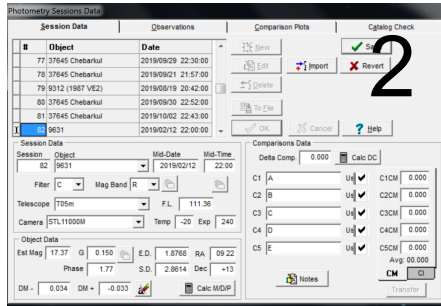 Photometry Sessions Data
Session Data Observations Comparison Plots Catalog Check
# Object Date
77 37645 Chebarkul 2019/09/29 22:30:00
78 37645 Chebarkul 2019/09/21 21:57:00
79 9312 (1987 VE2) 2019/08/19 20:42:00
80 37645 Chebarkul 2019/09/30 22:52:00
81 37645 Chebarkul 2019/10/02 22:43:00
82 9631 2019/02/12 22:00:00
New
Edit
Delete
To File
OK
Import
Cancel
Revert
Help
2
Session Data
Session Object Mid-Date Mid-Time
82 9631 2019/02/12 22:00
Filter C Mag Band R
Telescope T05m F.L. 111.36
Camera STL11000M Temp -20 Exp 240
Object Data
Est Mag 17.37 G 0.150 E.D. 1.8768 RA 09 22
Phase 1.77 S.D. 2.8614 Dec +13
DM - 0.034 DM + -0.033 Calc M/D/P
Comparisons Data
Delta Comp. 0.000 Calc DC
C1 A C1CM 0.000
C2 B C2CM 0.000
C3 C C3CM 0.000
C4 D C4CM 0.000
C5 E C5CM 0.000
Avg: 00.000
Notes
CM CI
Transfer